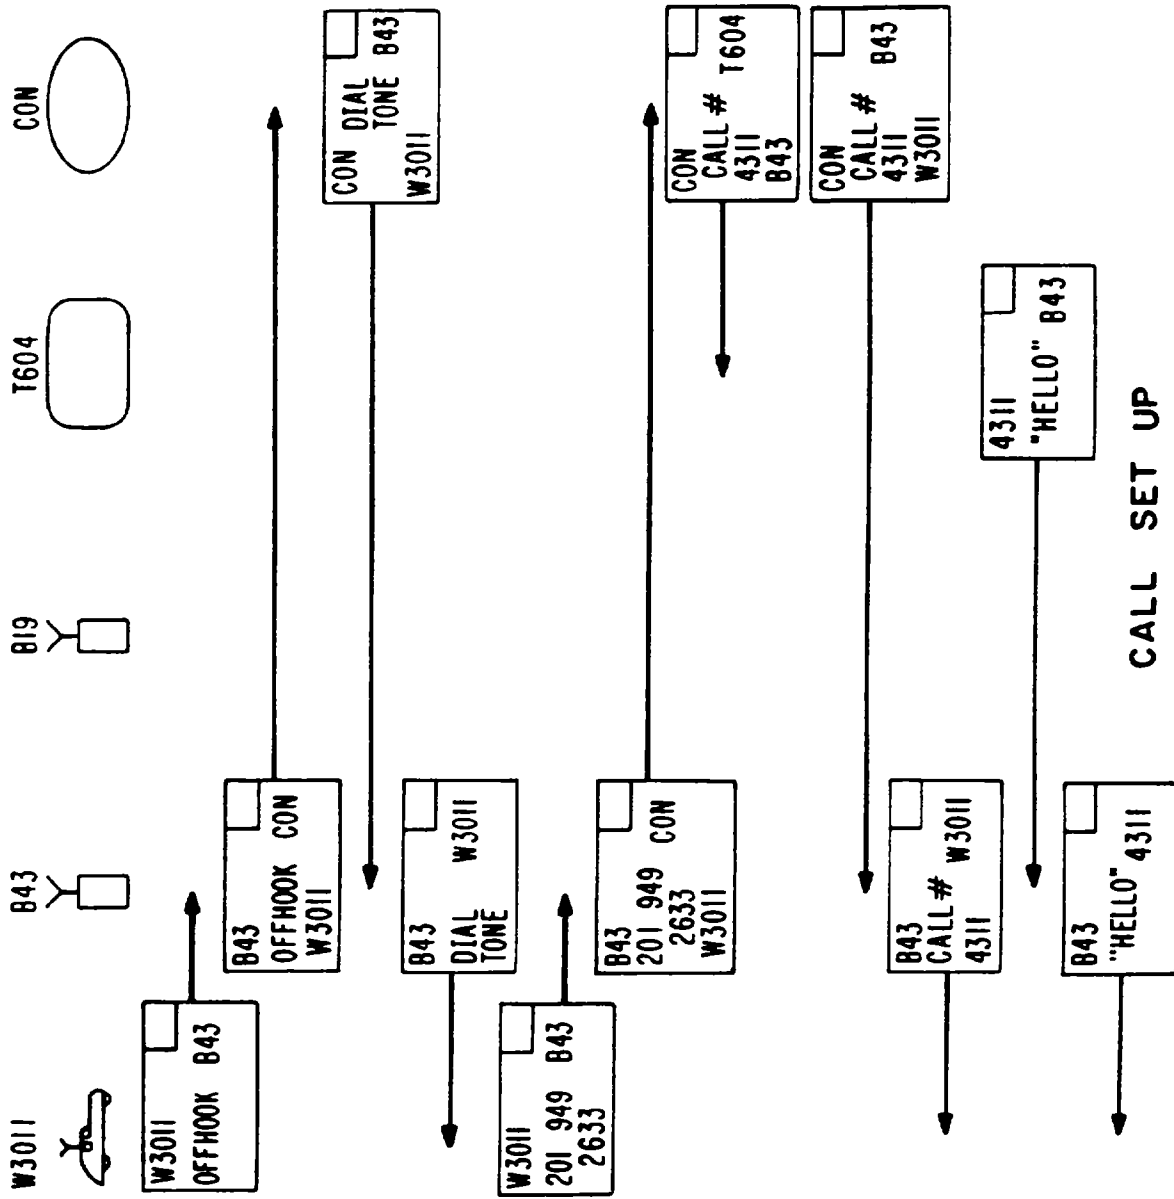 W3011
B43
B19
T604
CON
W3011
OFFHOOK B43
B43
OFFHOOK CON
W3011
CON DIAL
TONE B43
W3011
B43
DIAL W3011
TONE
W3011
201 949 B43
2633
B43
201 949 CON
2633
W3011
CON
CALL # T604
4311
B43
CON
CALL # B43
4311
W3011
B43
CALL # W3011
4311
4311
"HELLO" B43
B43
"HELLO" 4311
CALL SET UP